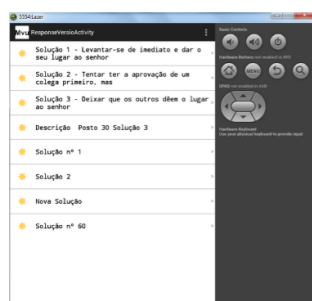 5554:Lazer
Mvu ResponseVersioActivity
Solução 1 - Levantar-se de imediato e dar o
seu lugar ao senhor
Solução 2 - Tentar ter a aprovação de um
colega primeiro, mas
Solução 3 - Deixar que os outros dêem o lugar
ao senhor
Descrição Posto 30 Solução 3
Solução nº 1
Solução 2
Nova Solução
Solução nº 60
Basic Controls
Hardware Buttons not enabled in AVD
MENU
DPAD not enabled in AVD
Hardware Keyboard
Use your physical keyboard to provide input